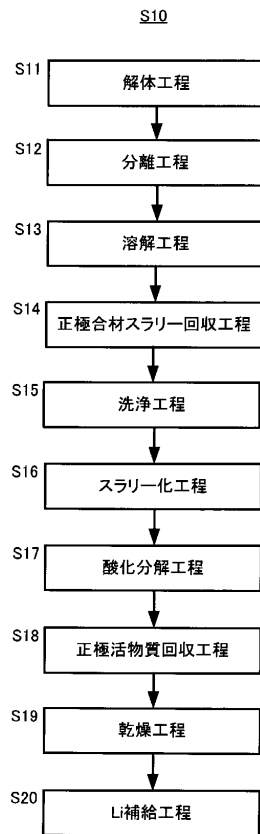 S10
S11 解体工程
S12 分離工程
S13 溶解工程
S14 正極合材スラリー回収工程
S15 洗浄工程
S16 スラリー化工程
S17 酸化分解工程
S18 正極活物質回収工程
S19 乾燥工程
S20 Li補給工程